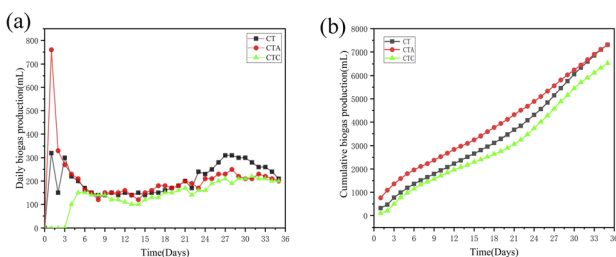 (a)
CT
CTA
CTC
Daily biogas production(mL)
800
700
600
500
400
300
200
100
0
0 3 6 9 12 15 18 21 24 27 30 33 36
Time(Days)
(b)
CT
CTA
CTC
Cumulative biogas production(mL)
8000
7000
6000
5000
4000
3000
2000
1000
0
0 3 6 9 12 15 18 21 24 27 30 33 36
Time(Days)